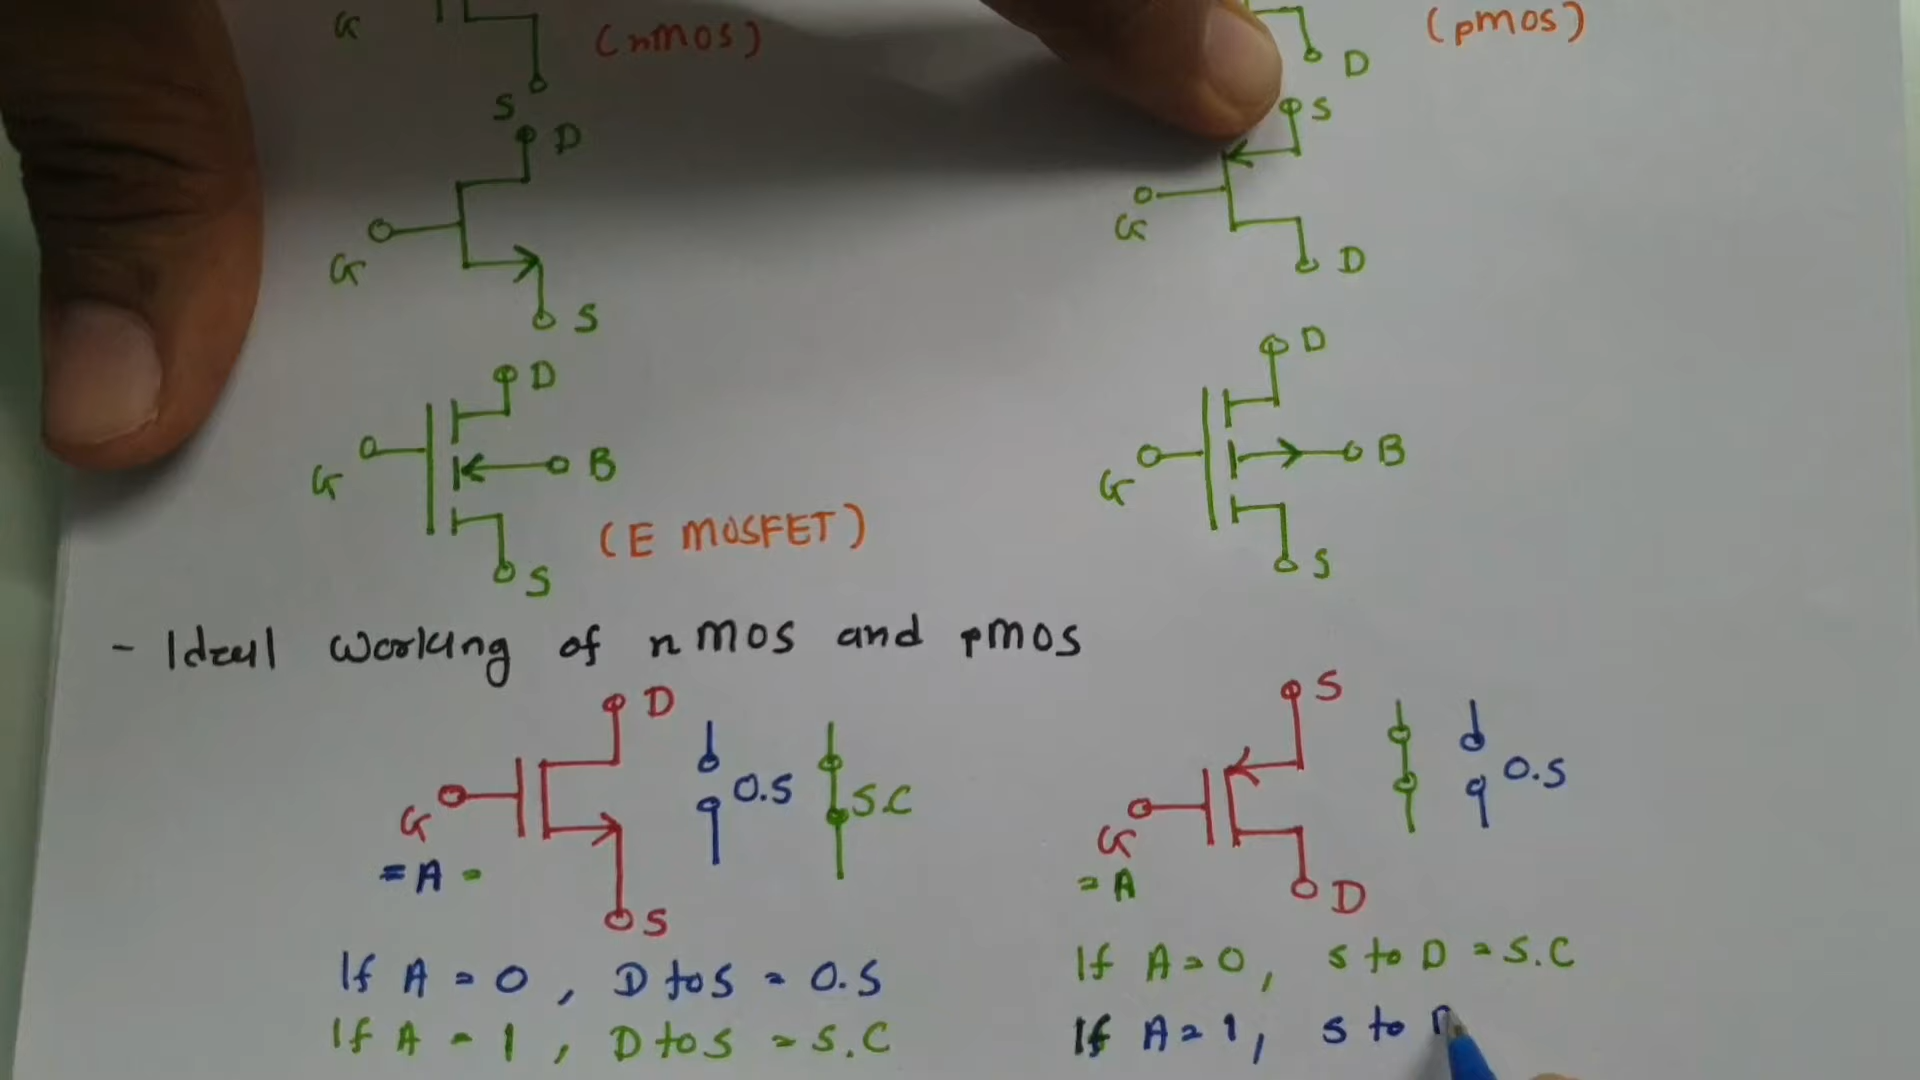 G
S
(nmos)
D
(pmos)
D
G
S
S
G
D
D
G
B
S
(E MOSFET)
D
G
B
S
- Ideal working of nMOS and pMOS
D
G
= A =
S
O.S
S.C
S
G
= A
D
O.S
If A = 0, D to S = O.S
If A = 1, D to S = S.C
If A = 0, S to D = S.C
If A = 1, S to